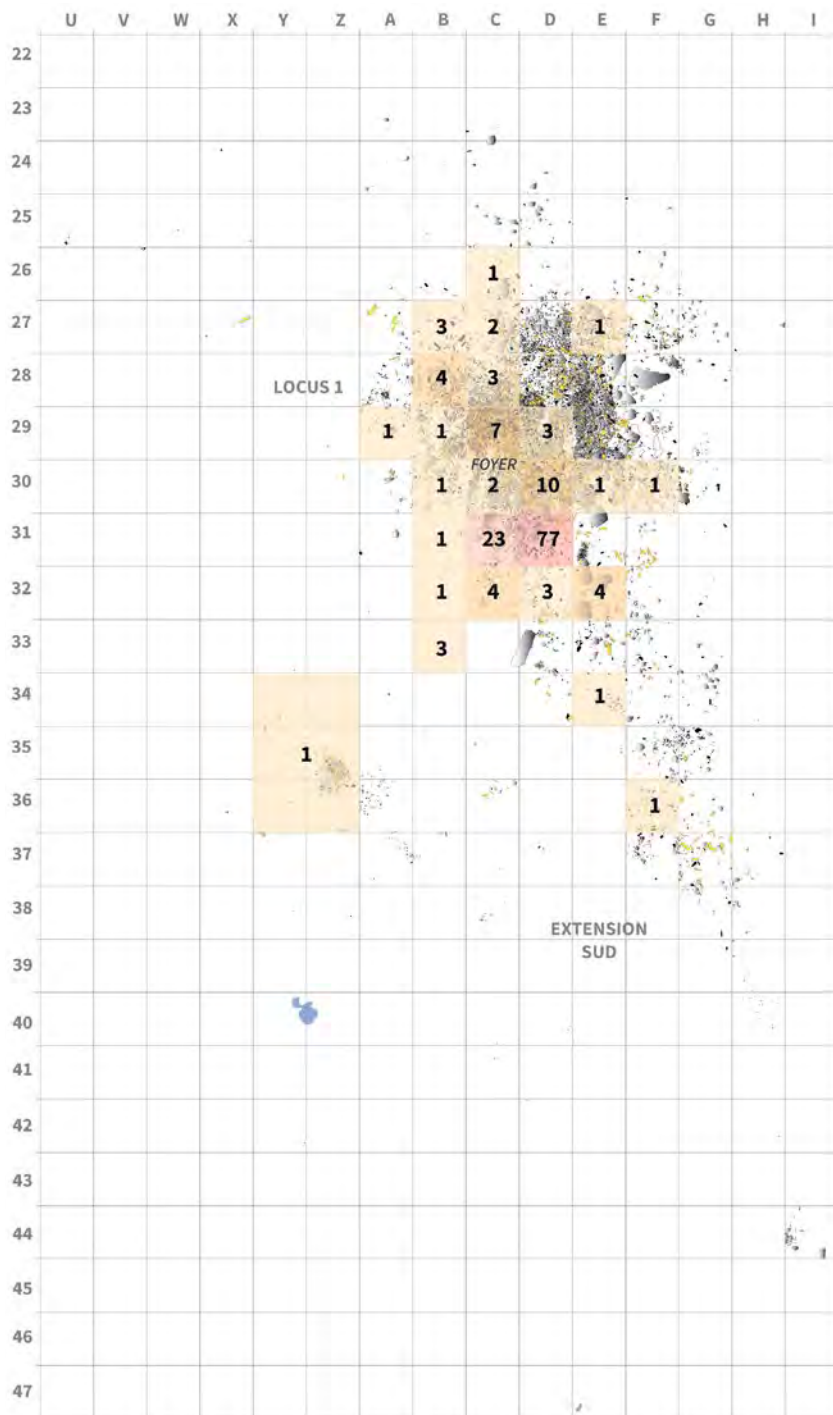 U V W X Y Z A B C D E F G H I
22
23
24
25
26 1
27 3 2 1
28 4 3
LOCUS 1
29 1 1 7 3
FOYER
30 1 2 10 1 1
31 1 23 77
32 1 4 3 4
33 3
34 1
35 1
36 1
37
38
EXTENSION
SUD
39
40
41
42
43
44
45
46
47